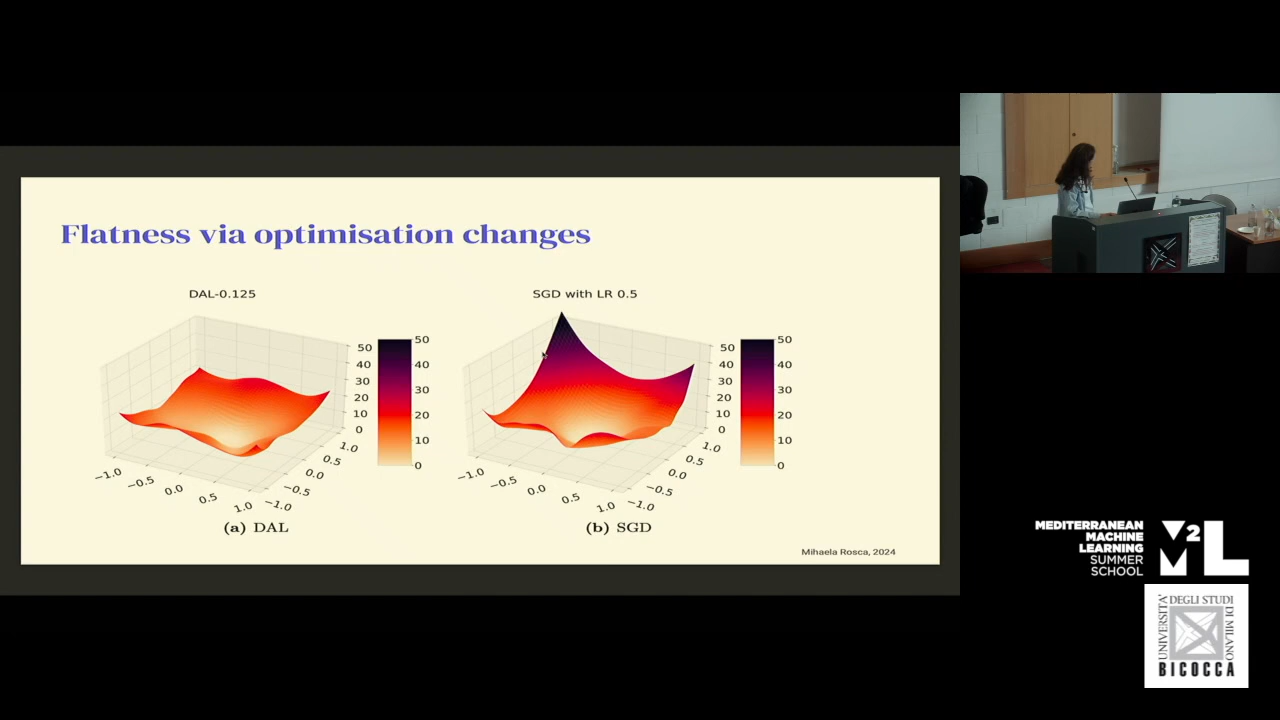 Flatness via optimisation changes
DAL-0.125
50
40
30
20
10
0
50
40
30
20
10
0
−1.0
−0.5
0.0
0.5
1.0
−1.0
−0.5
0.0
0.5
1.0
(a) DAL
SGD with LR 0.5
50
40
30
20
10
0
50
40
30
20
10
0
−1.0
−0.5
0.0
0.5
1.0
−1.0
−0.5
0.0
0.5
1.0
(b) SGD
Mihaela Rosca, 2024
MEDITERRANEAN
MACHINE
LEARNING
SUMMER
SCHOOL
M2L
UNIVERSITA'
DEGLI STUDI
DI MILANO
BICOCCA